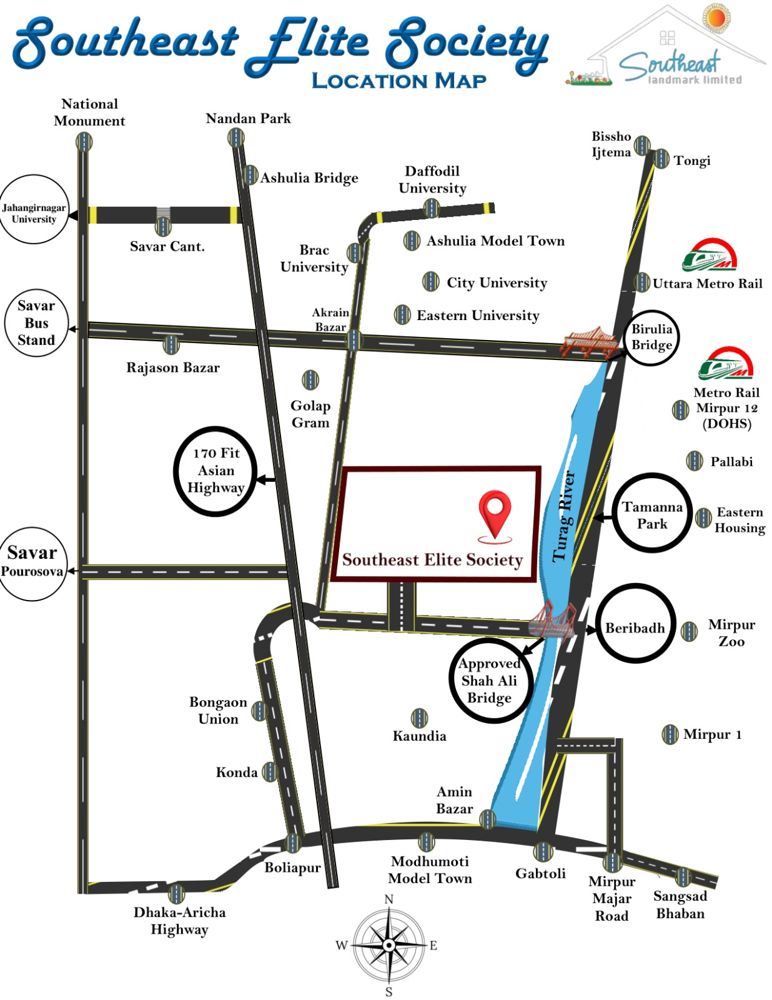 Southeast Elite Society
LOCATION MAP
Southeast
landmark limited
National
Monument
Nandan Park
Bissho
Ijtema
Tongi
Ashulia Bridge
Daffodil
University
Jahangirnagar
University
Savar Cant.
Brac
University
Ashulia Model Town
City University
Uttara Metro Rail
Eastern University
Savar
Bus
Stand
Akrain
Bazar
Birulia
Bridge
Rajason Bazar
Golap
Gram
Metro Rail
Mirpur 12
(DOHS)
170 Fit
Asian
Highway
Pallabi
Turag River
Tamanna
Park
Eastern
Housing
Savar
Pourosova
Southeast Elite Society
Beribadh
Mirpur
Zoo
Approved
Shah Ali
Bridge
Bongaon
Union
Kaundia
Mirpur 1
Konda
Amin
Bazar
Boliapur
Modhumoti
Model Town
Gabtoli
Mirpur
Majar
Road
Sangsad
Bhaban
Dhaka-Aricha
Highway
N
W
E
S